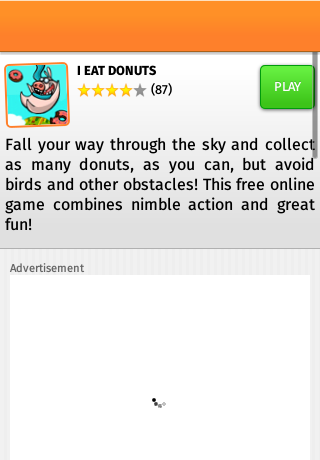 I EAT DONUTS
(87)
PLAY
Fall your way through the sky and collect
as many donuts, as you can, but avoid
birds and other obstacles! This free online
game combines nimble action and great
fun!
Advertisement